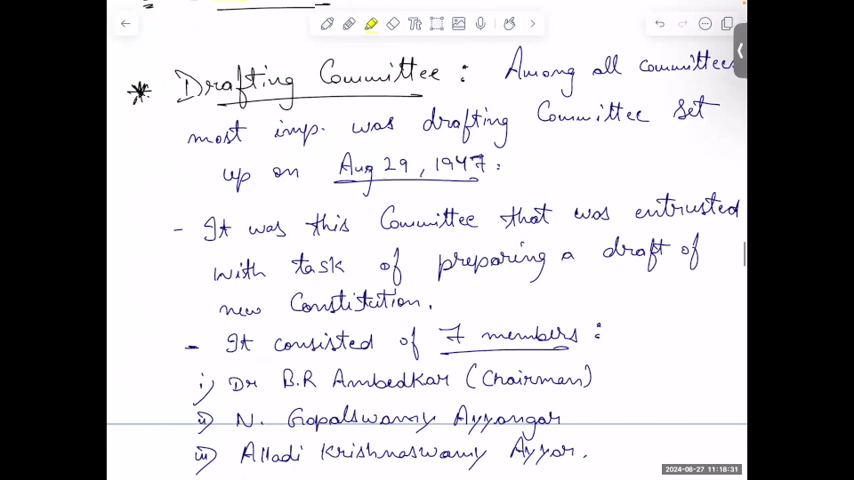 * Drafting Committee : Among all committees
most imp. was drafting Committee set
up on Aug 29, 1947.
- It was this Committee that was entrusted
with task of preparing a draft of
new Constitution.
- It consisted of 7 members :
i) Dr B.R Ambedkar (Chairman)
ii) N. Gopalswamy Ayyangar
iii) Alladi Krishnaswamy Ayyar.
2024-08-27 11:18:31